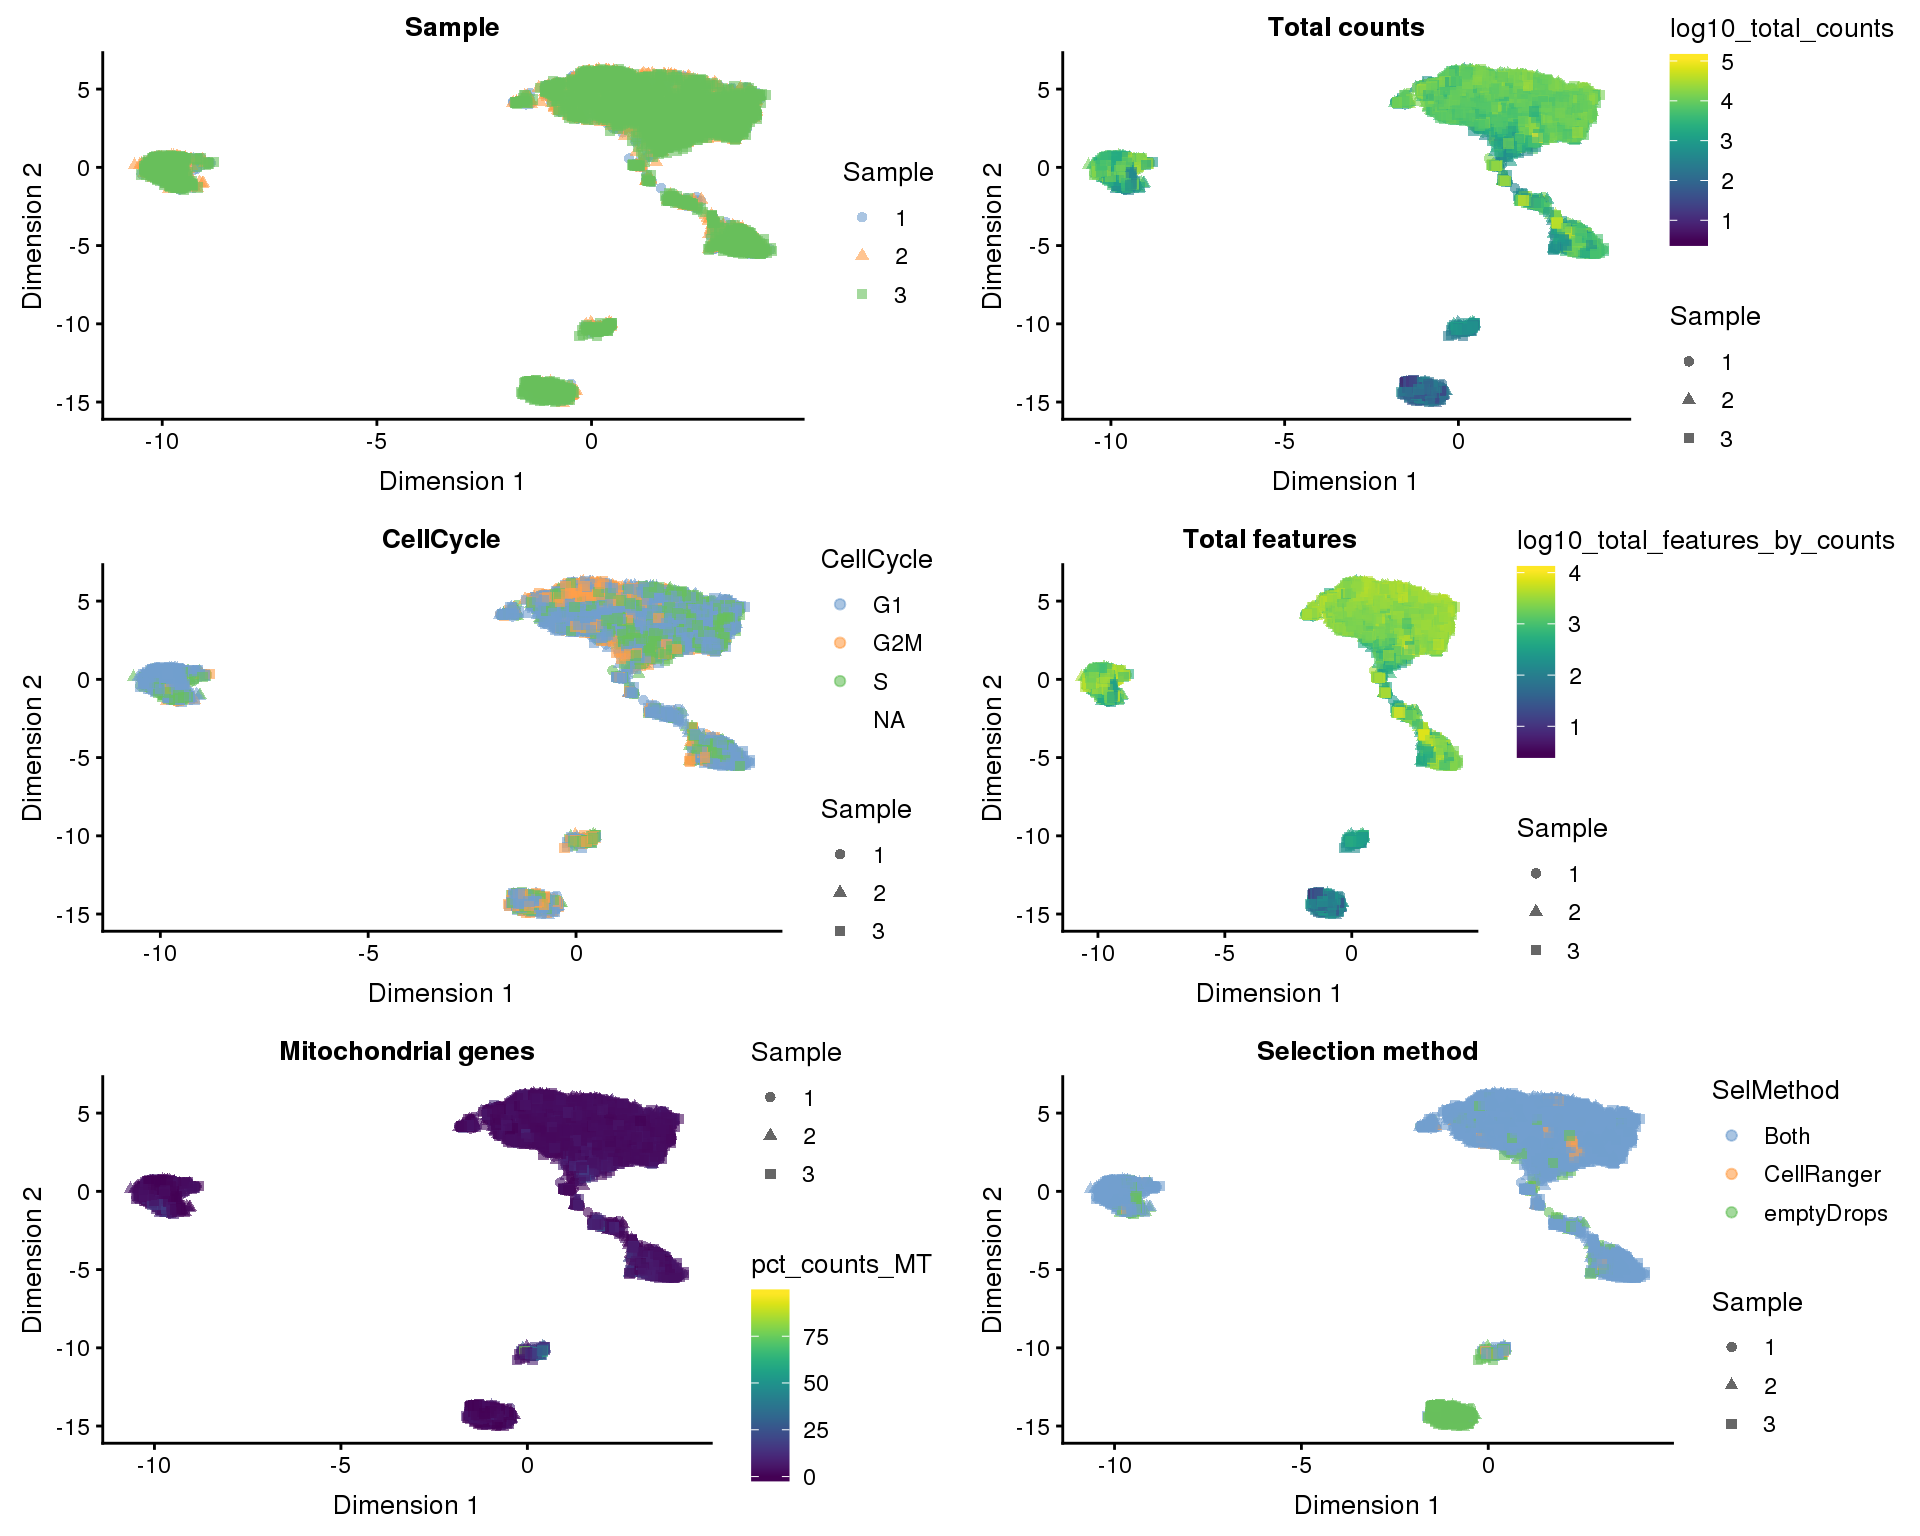 Sample
5
0
-5
-10
-15
-10
-5
0
Dimension 1
Dimension 2
Sample
1
2
3
Total counts
5
0
-5
-10
-15
-10
-5
0
Dimension 1
Dimension 2
log10_total_counts
5
4
3
2
1
Sample
1
2
3
CellCycle
5
0
-5
-10
-15
-10
-5
0
Dimension 1
Dimension 2
CellCycle
G1
G2M
S
NA
Sample
1
2
3
Total features
5
0
-5
-10
-15
-10
-5
0
Dimension 1
Dimension 2
log10_total_features_by_counts
4
3
2
1
Sample
1
2
3
Mitochondrial genes
5
0
-5
-10
-15
-10
-5
0
Dimension 1
Dimension 2
Sample
1
2
3
pct_counts_MT
75
50
25
0
Selection method
5
0
-5
-10
-15
-10
-5
0
Dimension 1
Dimension 2
SelMethod
Both
CellRanger
emptyDrops
Sample
1
2
3